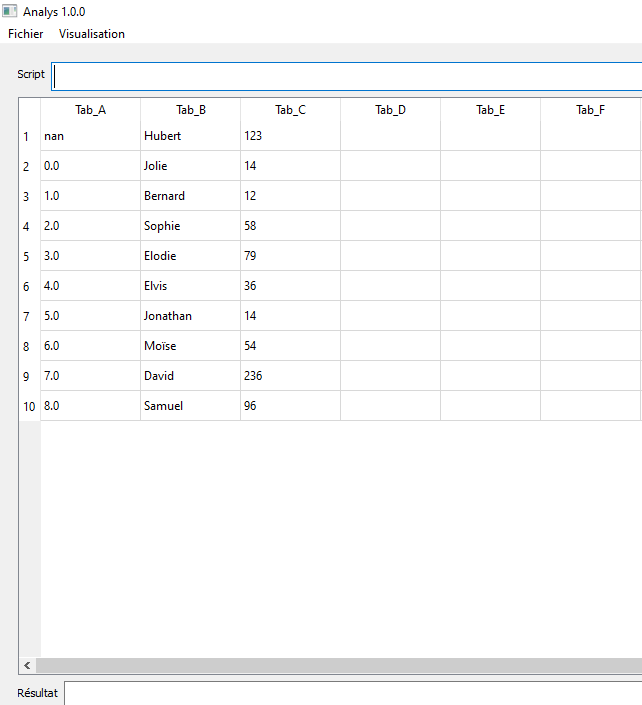 Analys 1.0.0
Fichier Visualisation
Script
Tab_A Tab_B Tab_C Tab_D Tab_E Tab_F
1 nan Hubert 123
2 0.0 Jolie 14
3 1.0 Bernard 12
4 2.0 Sophie 58
5 3.0 Elodie 79
6 4.0 Elvis 36
7 5.0 Jonathan 14
8 6.0 Moïse 54
9 7.0 David 236
10 8.0 Samuel 96
Résultat